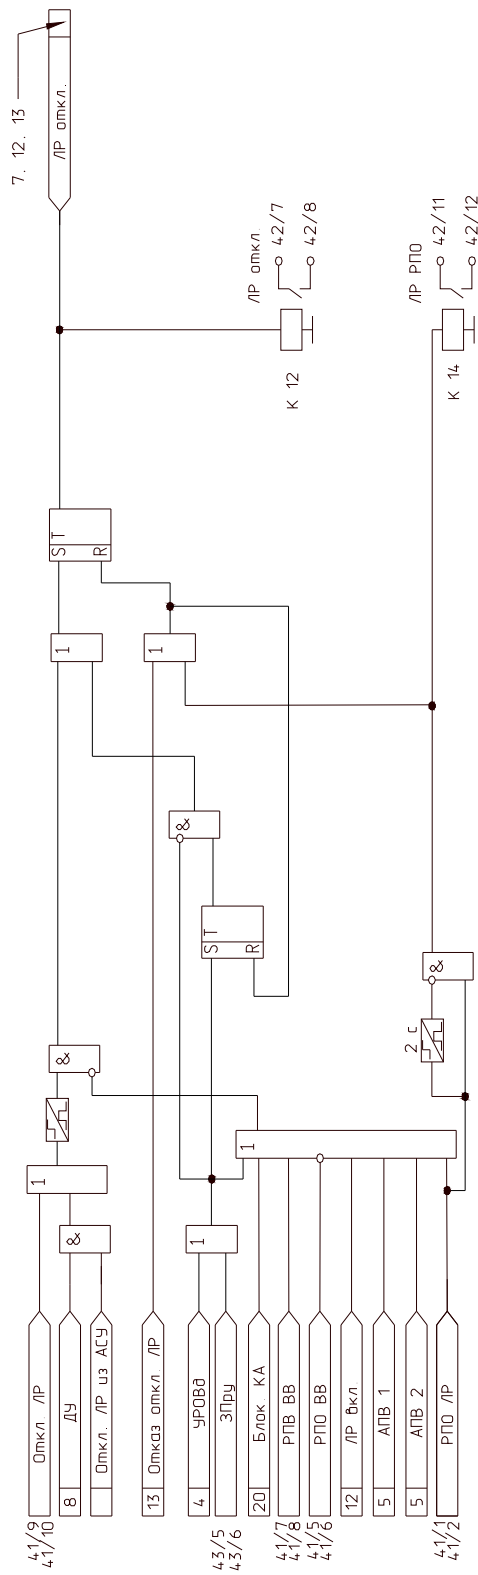 7. 12. 13
ЛР откл.
ЛР откл.
42/7
42/8
К 12
ЛР РПО
42/11
42/12
К 14
S T
R
1
1
&
S T
R
&
2 с
&
1
1
&
1
41/9
41/10
Откл. ЛР
8 ДУ
Откл. ЛР из АСУ
13 Отказ откл. ЛР
4 УРОВд
43/5
43/6
ЗПру
20 Блок. КА
41/7
41/8
РПВ ВВ
41/5
41/6
РПО ВВ
12 ЛР вкл.
5 АПВ 1
5 АПВ 2
41/1
41/2
РПО ЛР